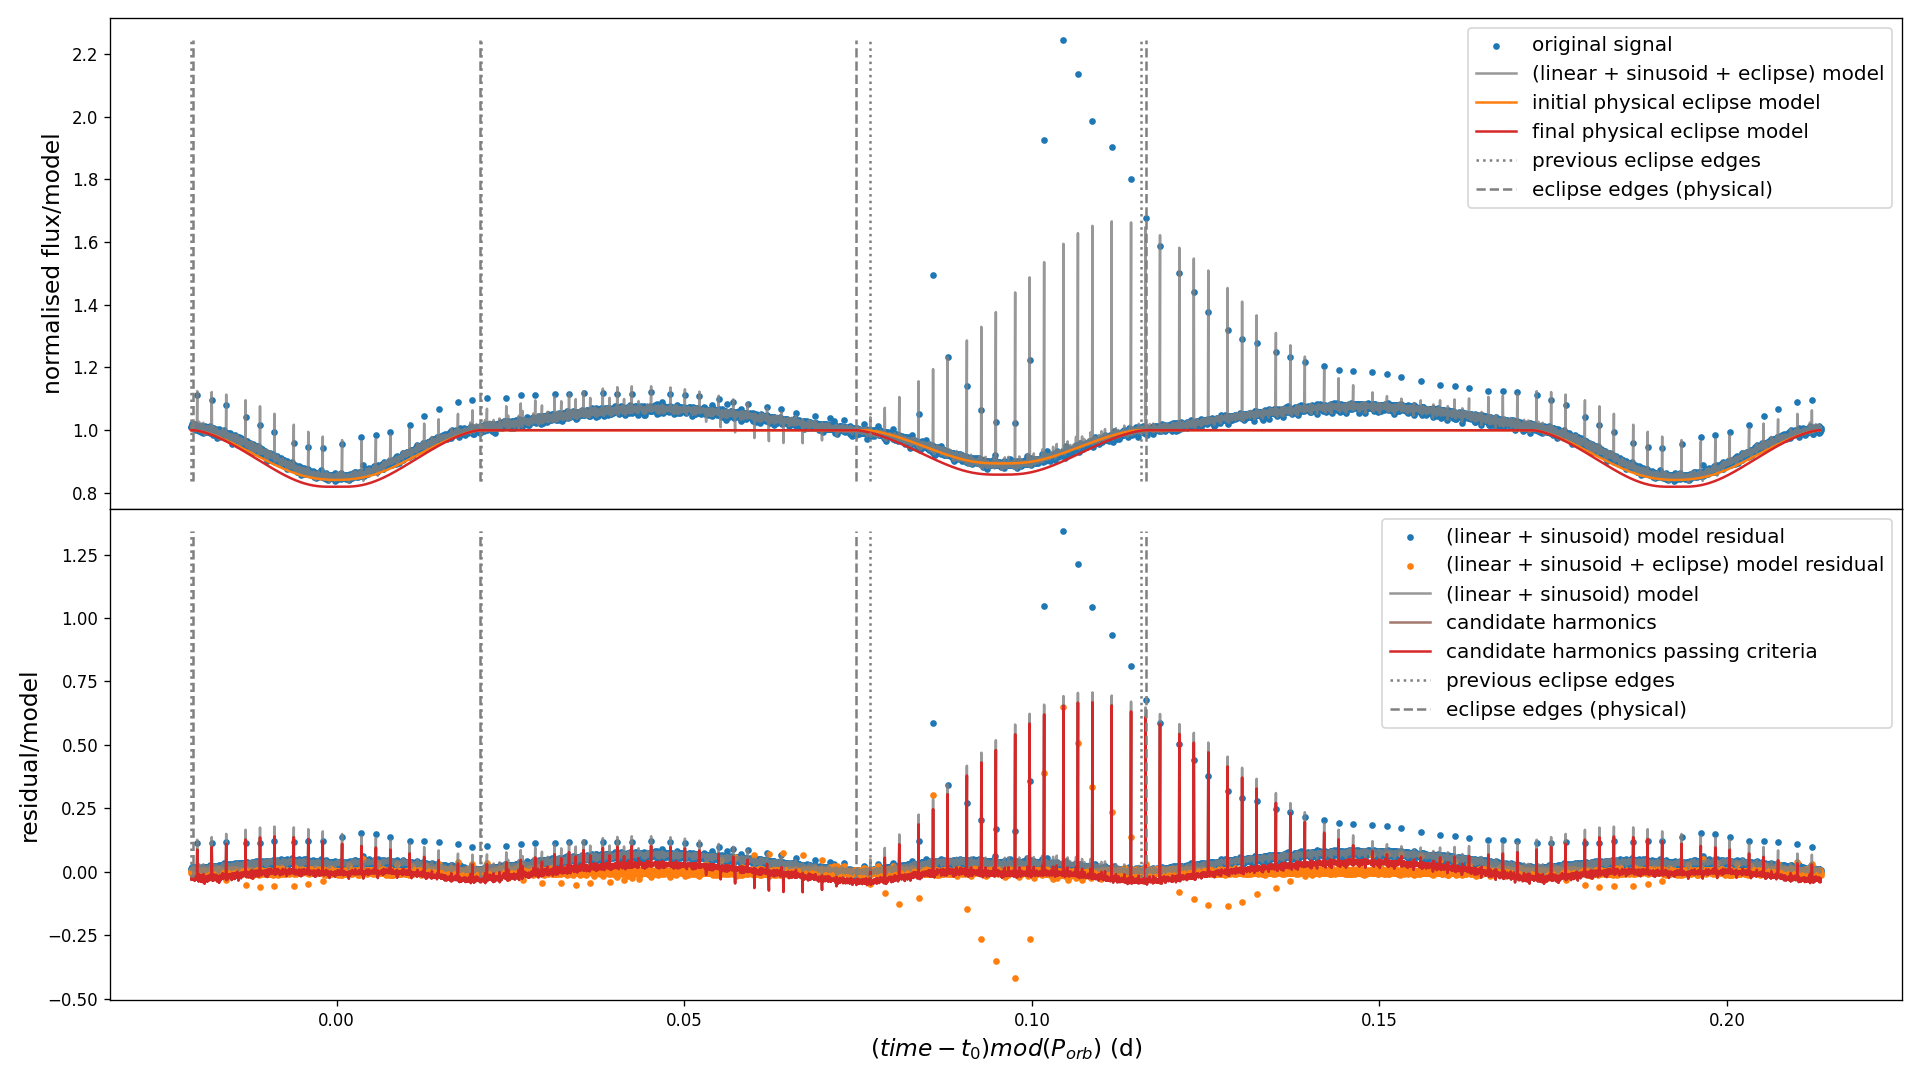 normalised flux/model
2.2
2.0
1.8
1.6
1.4
1.2
1.0
0.8
original signal
(linear + sinusoid + eclipse) model
initial physical eclipse model
final physical eclipse model
previous eclipse edges
eclipse edges (physical)
residual/model
1.25
1.00
0.75
0.50
0.25
0.00
−0.25
−0.50
(linear + sinusoid) model residual
(linear + sinusoid + eclipse) model residual
(linear + sinusoid) model
candidate harmonics
candidate harmonics passing criteria
previous eclipse edges
eclipse edges (physical)
0.00 0.05 0.10 0.15 0.20
(time − t₀)mod(P_orb) (d)